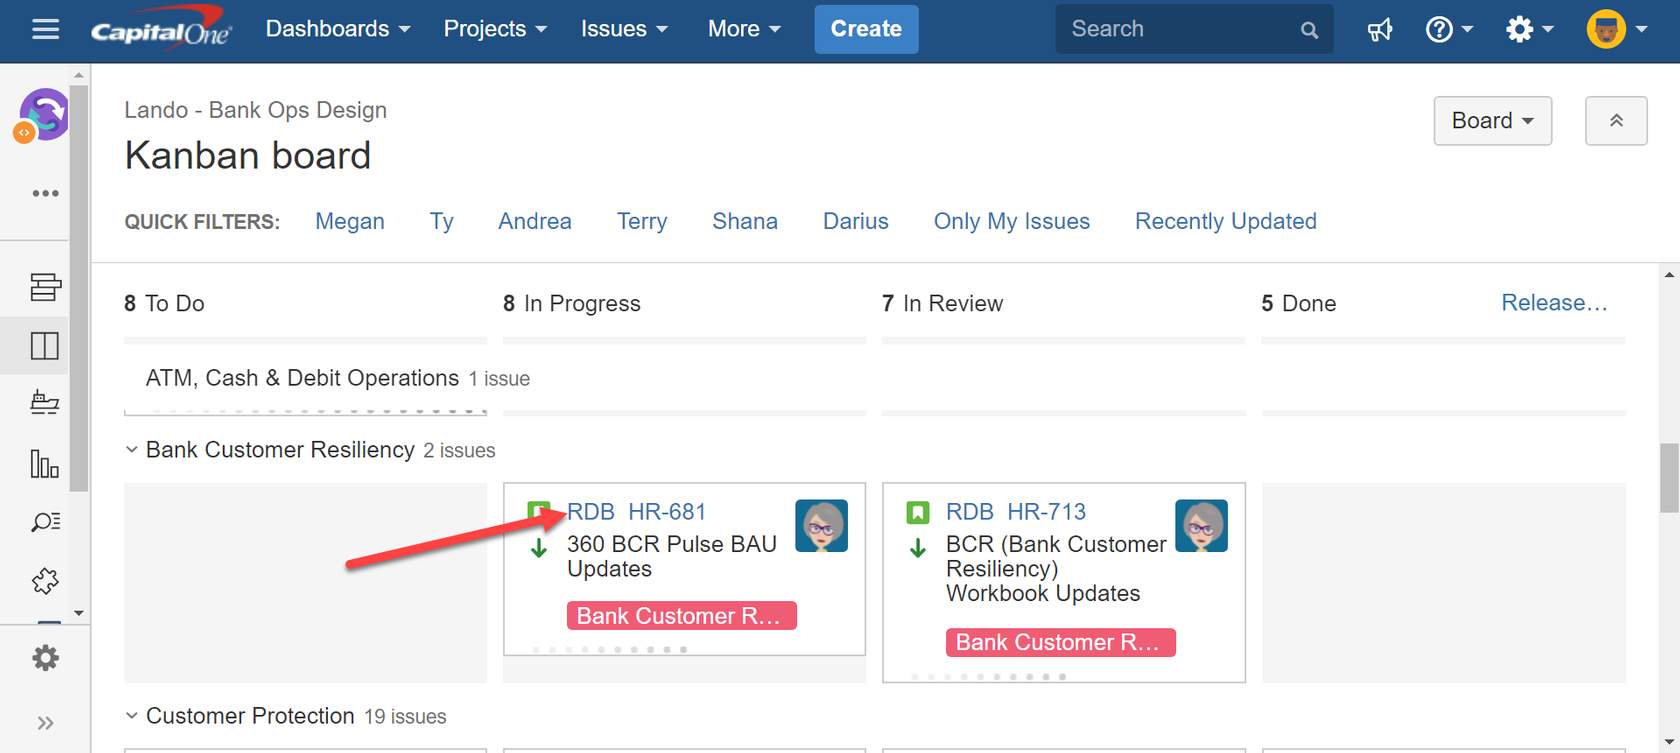 CapitalOne Dashboards Projects Issues More Create Search
Lando - Bank Ops Design
Board
Kanban board
QUICK FILTERS: Megan Ty Andrea Terry Shana Darius Only My Issues Recently Updated
8 To Do 8 In Progress 7 In Review 5 Done Release...
ATM, Cash & Debit Operations 1 issue
Bank Customer Resiliency 2 issues
RDB HR-681
360 BCR Pulse BAU
Updates
Bank Customer R...
RDB HR-713
BCR (Bank Customer
Resiliency)
Workbook Updates
Bank Customer R...
Customer Protection 19 issues